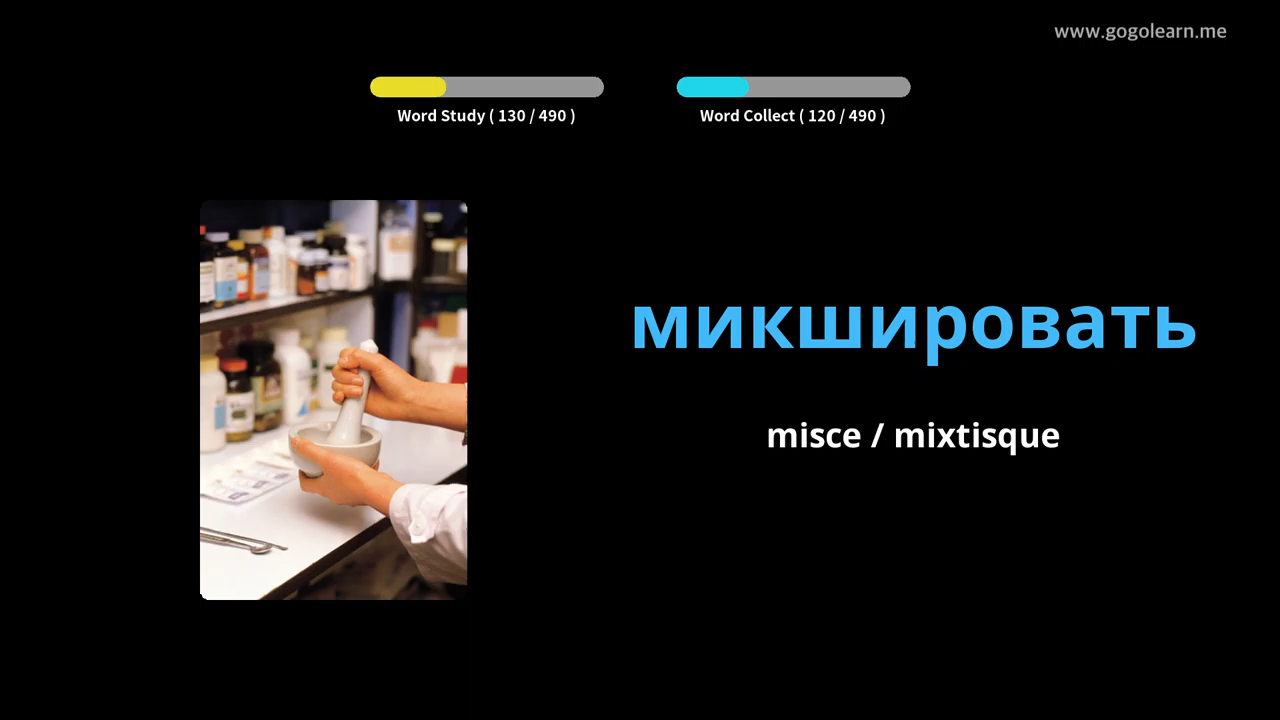 www.gogolearn.me
Word Study ( 130 / 490 )
Word Collect ( 120 / 490 )
микшировать
misce / mixtisque